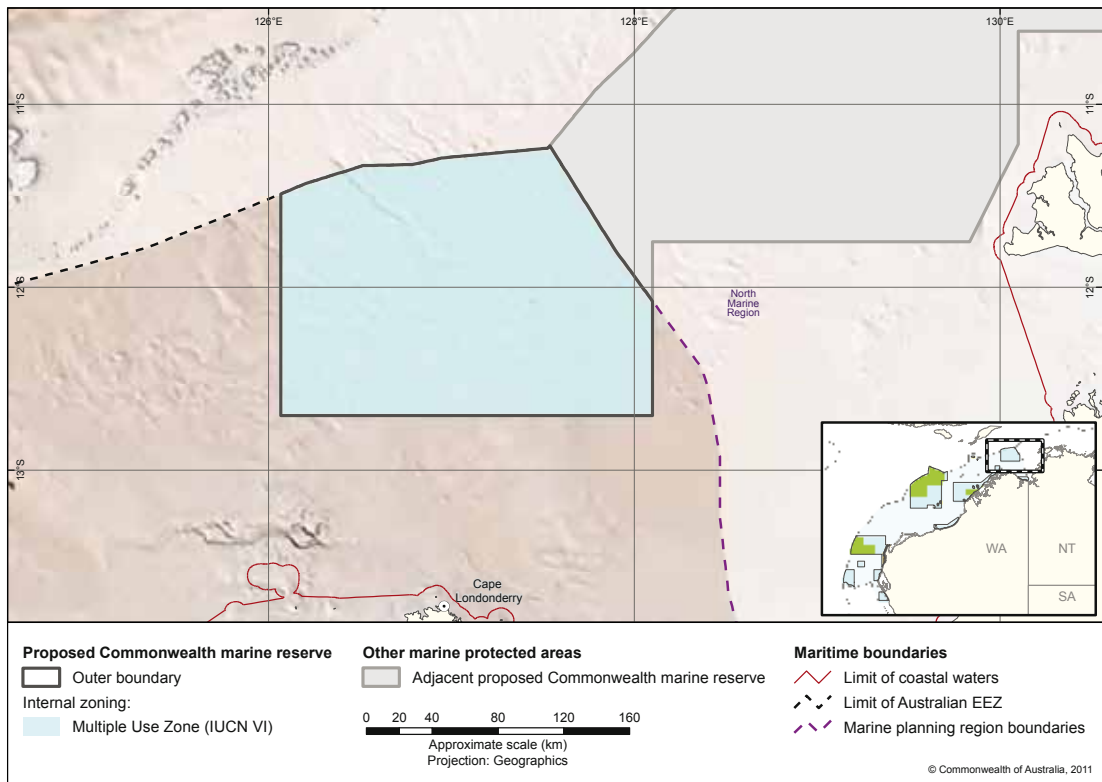 126°E
128°E
130°E
11°S
11°S
12°S
12°S
13°S
13°S
North
Marine
Region
Cape
Londonderry
WA
NT
SA
Proposed Commonwealth marine reserve
Outer boundary
Internal zoning:
Multiple Use Zone (IUCN VI)
Other marine protected areas
Adjacent proposed Commonwealth marine reserve
0 20 40 80 120 160
Approximate scale (km)
Projection: Geographics
Maritime boundaries
Limit of coastal waters
Limit of Australian EEZ
Marine planning region boundaries
© Commonwealth of Australia, 2011